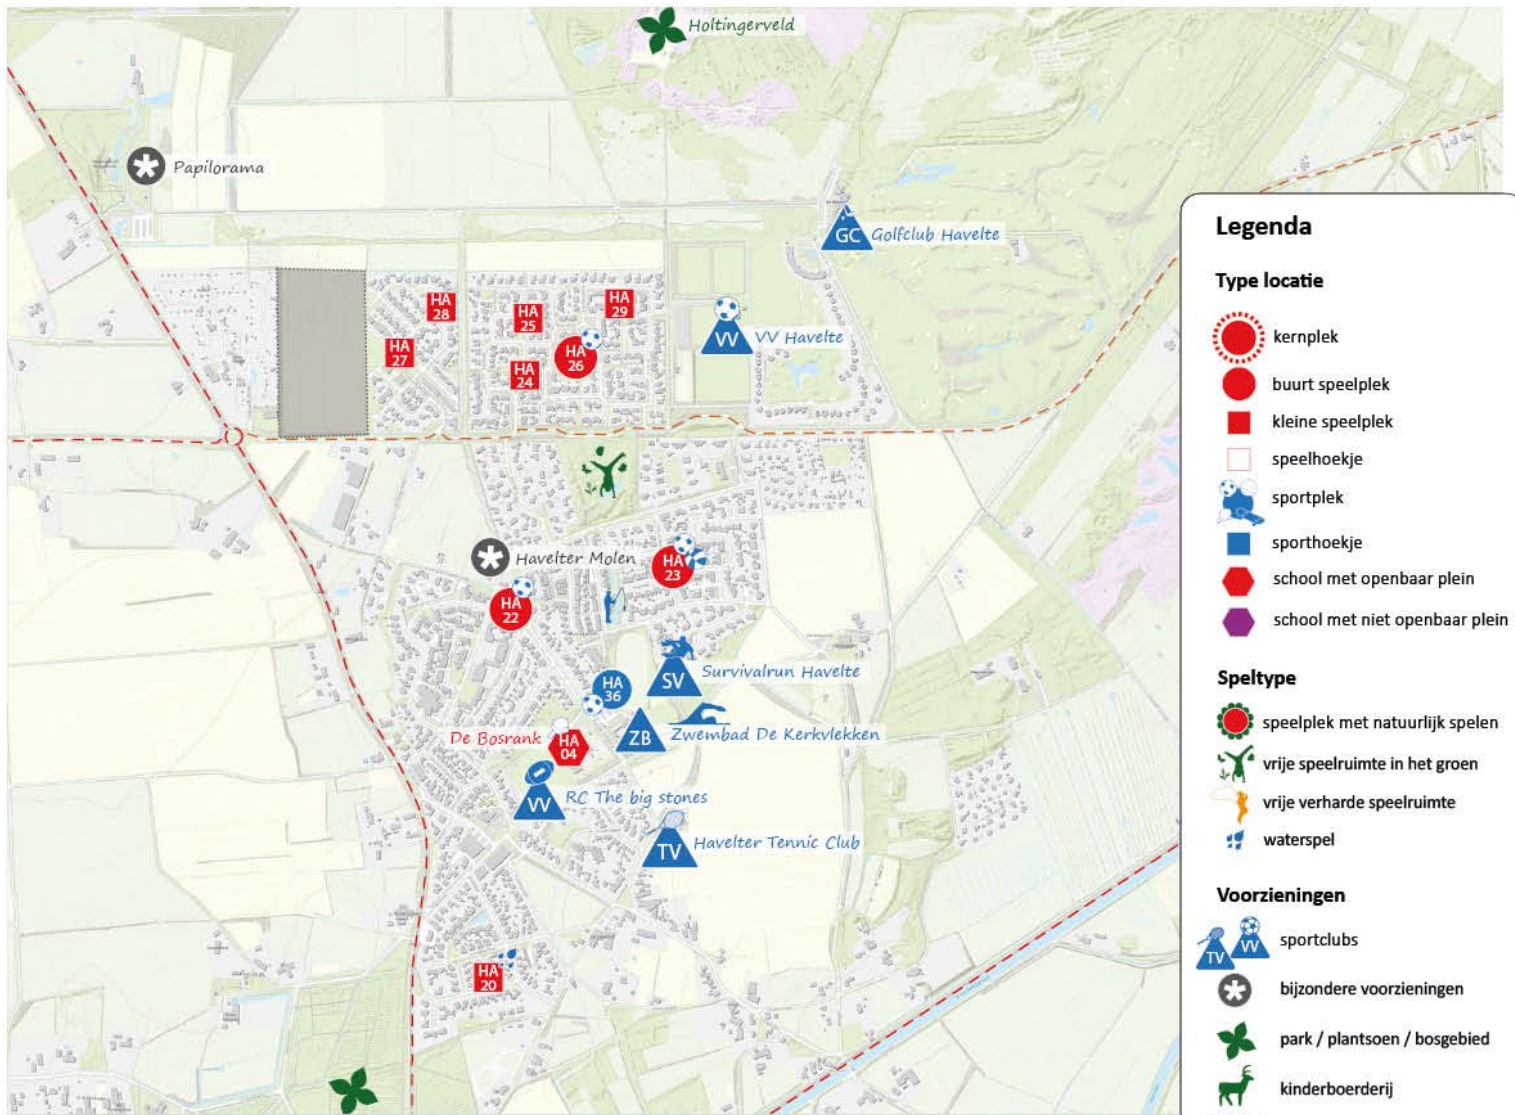 Holtingerveld
Papilorama
GC
Golfclub Havelte
HA
28
HA
25
HA
29
HA
27
HA
24
HA
26
VV
VV Havelte
Havelter Molen
HA
23
HA
22
HA
36
SV
Survivalrun Havelte
ZB
Zwembad De Kerkvlekken
De Bosrank
HA
04
VV
RC The big stones
TV
Havelter Tennic Club
HA
20
Legenda
Type locatie
kernplek
buurt speelplek
kleine speelplek
speelhoekje
sportplek
sporthoekje
school met openbaar plein
school met niet openbaar plein
Speltype
speelplek met natuurlijk spelen
vrije speelruimte in het groen
vrije verharde speelruimte
waterspel
Voorzieningen
TV
VV
sportclubs
bijzondere voorzieningen
park / plantsoen / bosgebied
kinderboerderij